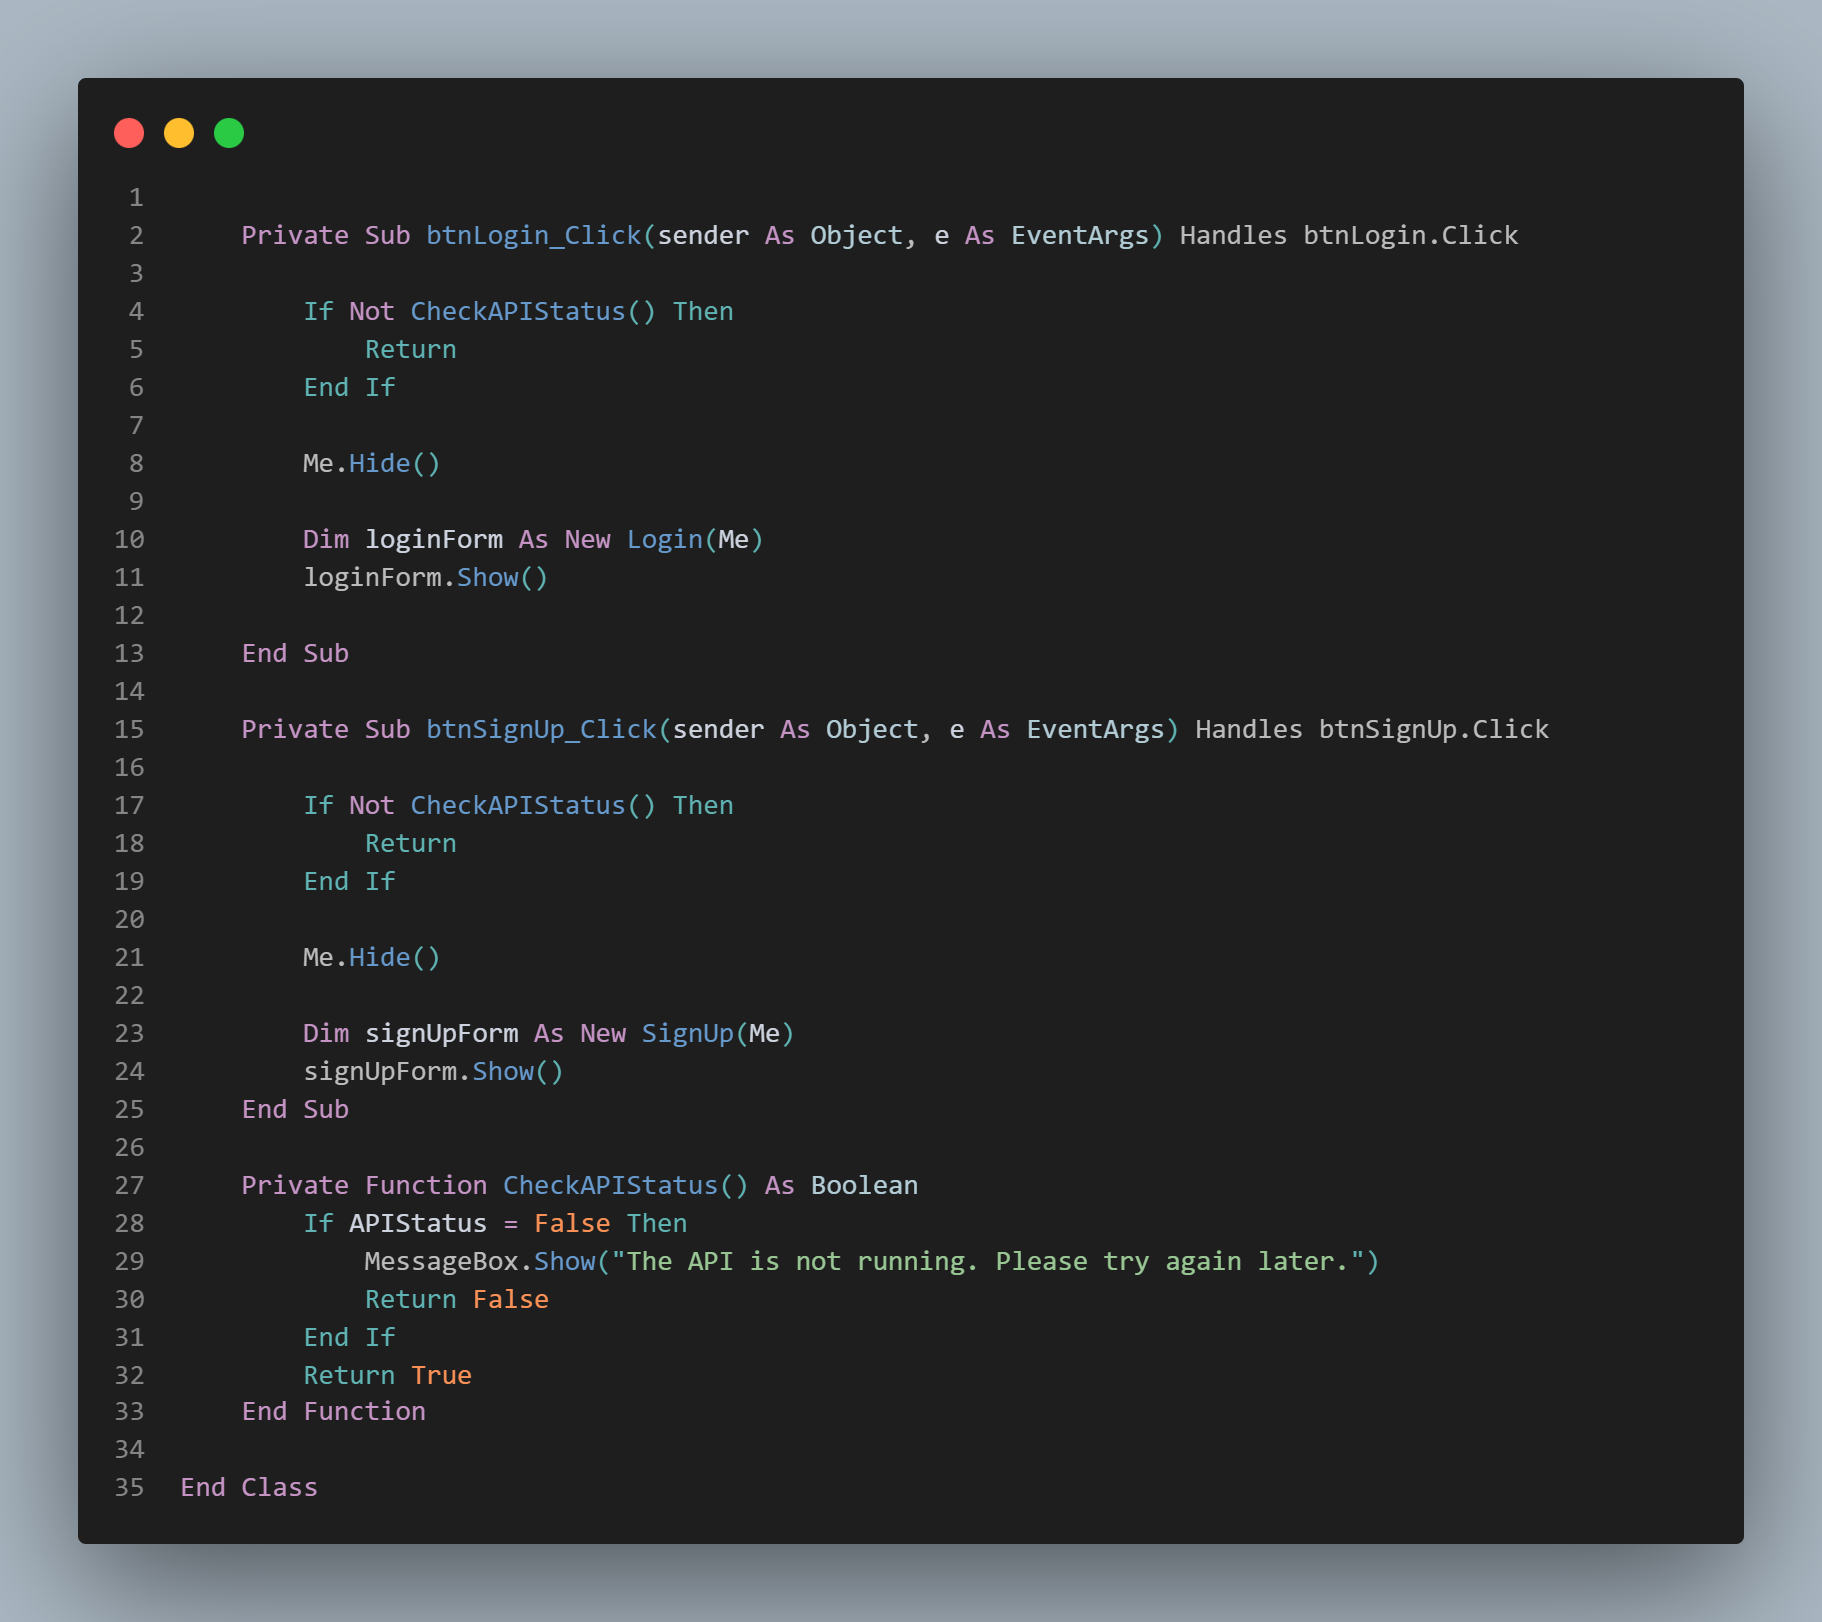 1
2     Private Sub btnLogin_Click(sender As Object, e As EventArgs) Handles btnLogin.Click
3
4         If Not CheckAPIStatus() Then
5             Return
6         End If
7
8         Me.Hide()
9
10         Dim loginForm As New Login(Me)
11         loginForm.Show()
12
13     End Sub
14
15     Private Sub btnSignUp_Click(sender As Object, e As EventArgs) Handles btnSignUp.Click
16
17         If Not CheckAPIStatus() Then
18             Return
19         End If
20
21         Me.Hide()
22
23         Dim signUpForm As New SignUp(Me)
24         signUpForm.Show()
25     End Sub
26
27     Private Function CheckAPIStatus() As Boolean
28         If APIStatus = False Then
29             MessageBox.Show("The API is not running. Please try again later.")
30             Return False
31         End If
32         Return True
33     End Function
34
35 End Class